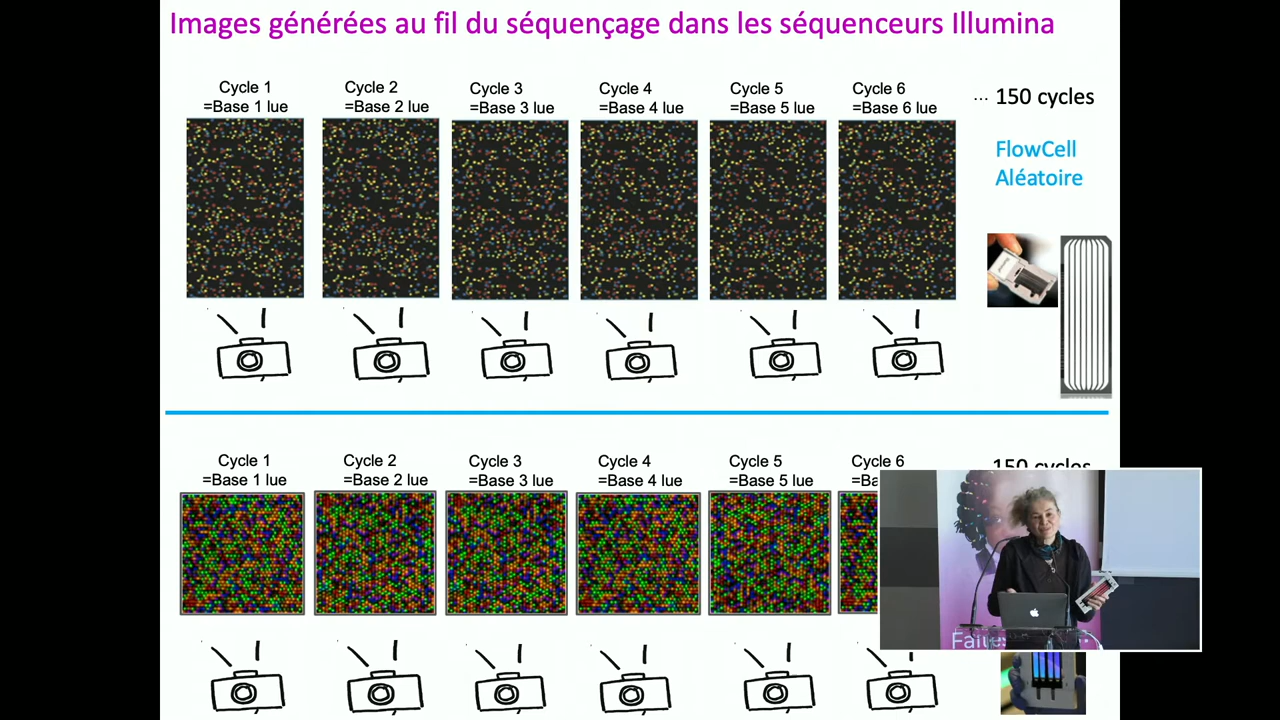 Images générées au fil du séquençage dans les séquenceurs Illumina
Cycle 1
=Base 1 lue
Cycle 2
=Base 2 lue
Cycle 3
=Base 3 lue
Cycle 4
=Base 4 lue
Cycle 5
=Base 5 lue
Cycle 6
=Base 6 lue
... 150 cycles
FlowCell
Aléatoire
Cycle 1
=Base 1 lue
Cycle 2
=Base 2 lue
Cycle 3
=Base 3 lue
Cycle 4
=Base 4 lue
Cycle 5
=Base 5 lue
Cycle 6
=Ba
150 cycles